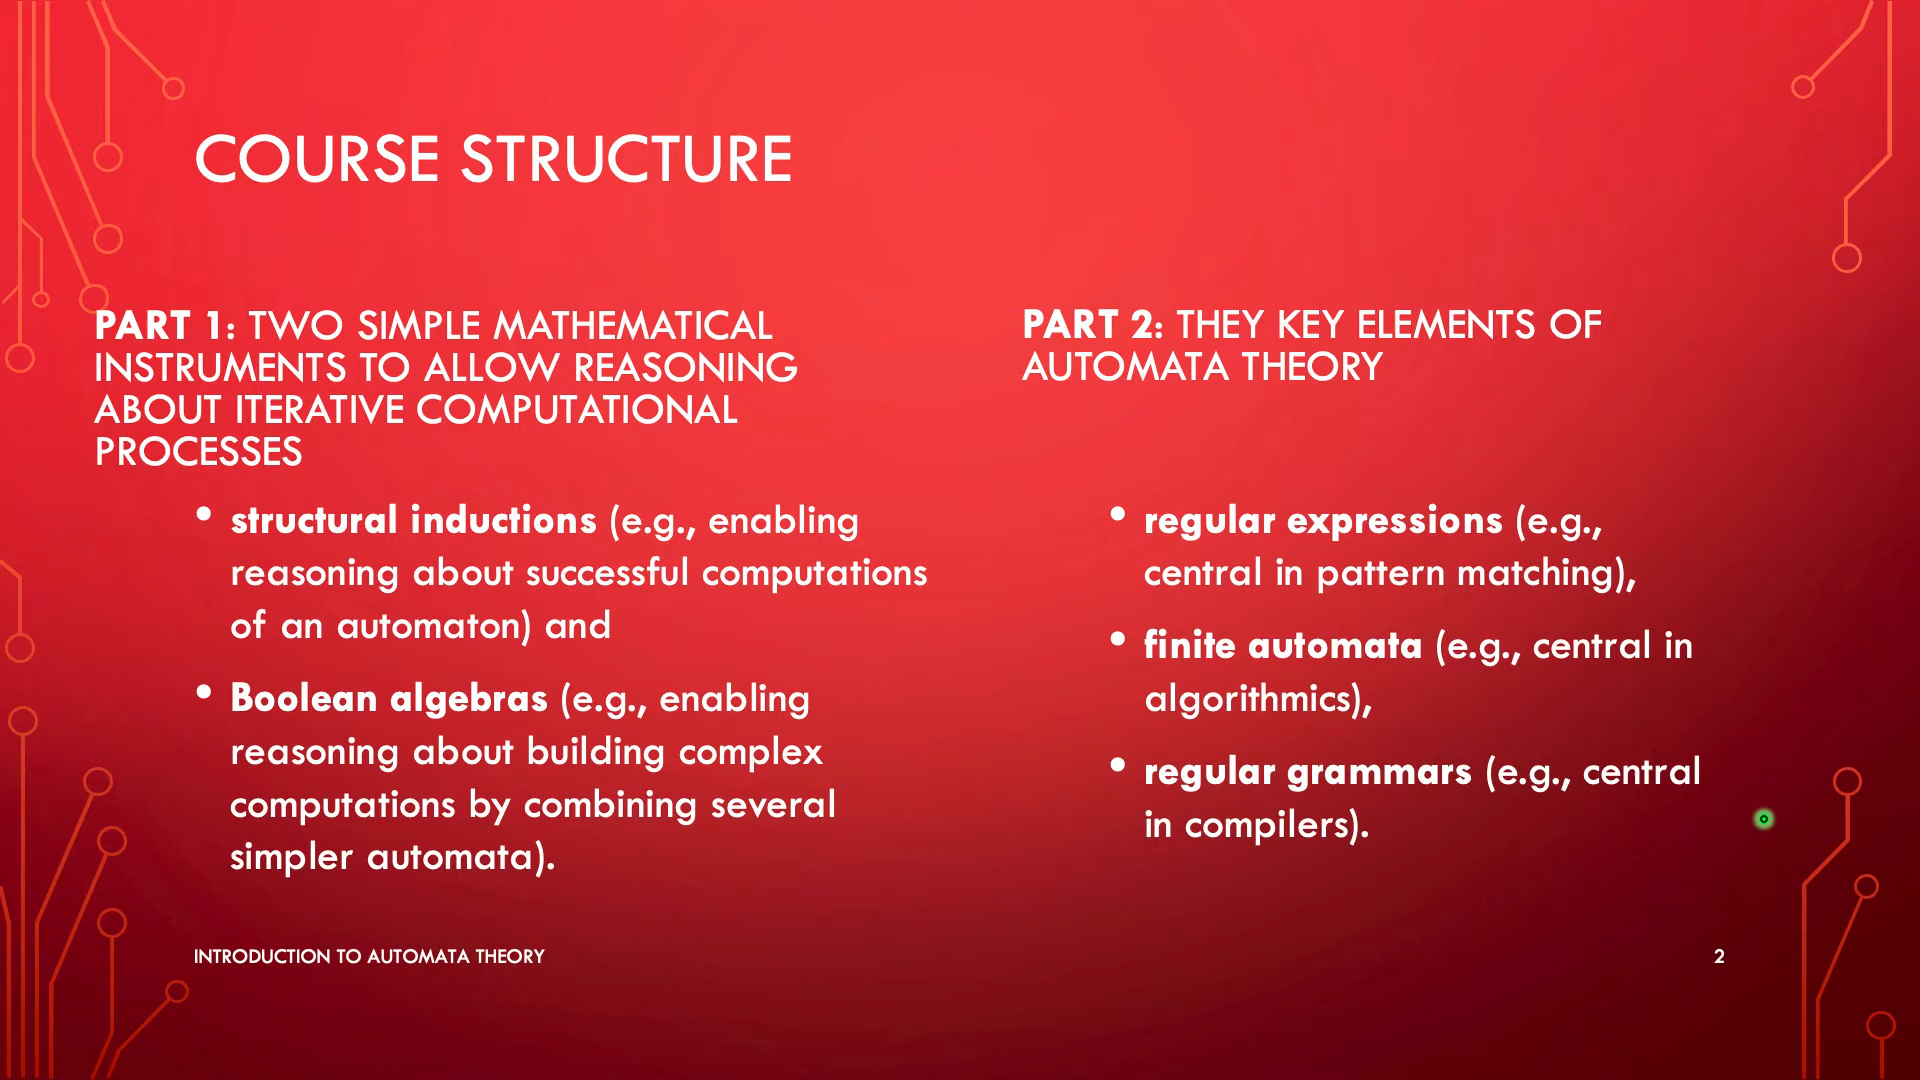 COURSE STRUCTURE
PART 1: TWO SIMPLE MATHEMATICAL
INSTRUMENTS TO ALLOW REASONING
ABOUT ITERATIVE COMPUTATIONAL
PROCESSES
• structural inductions (e.g., enabling
reasoning about successful computations
of an automaton) and
• Boolean algebras (e.g., enabling
reasoning about building complex
computations by combining several
simpler automata).
PART 2: THEY KEY ELEMENTS OF
AUTOMATA THEORY
• regular expressions (e.g.,
central in pattern matching),
• finite automata (e.g., central in
algorithmics),
• regular grammars (e.g., central
in compilers).
INTRODUCTION TO AUTOMATA THEORY
2